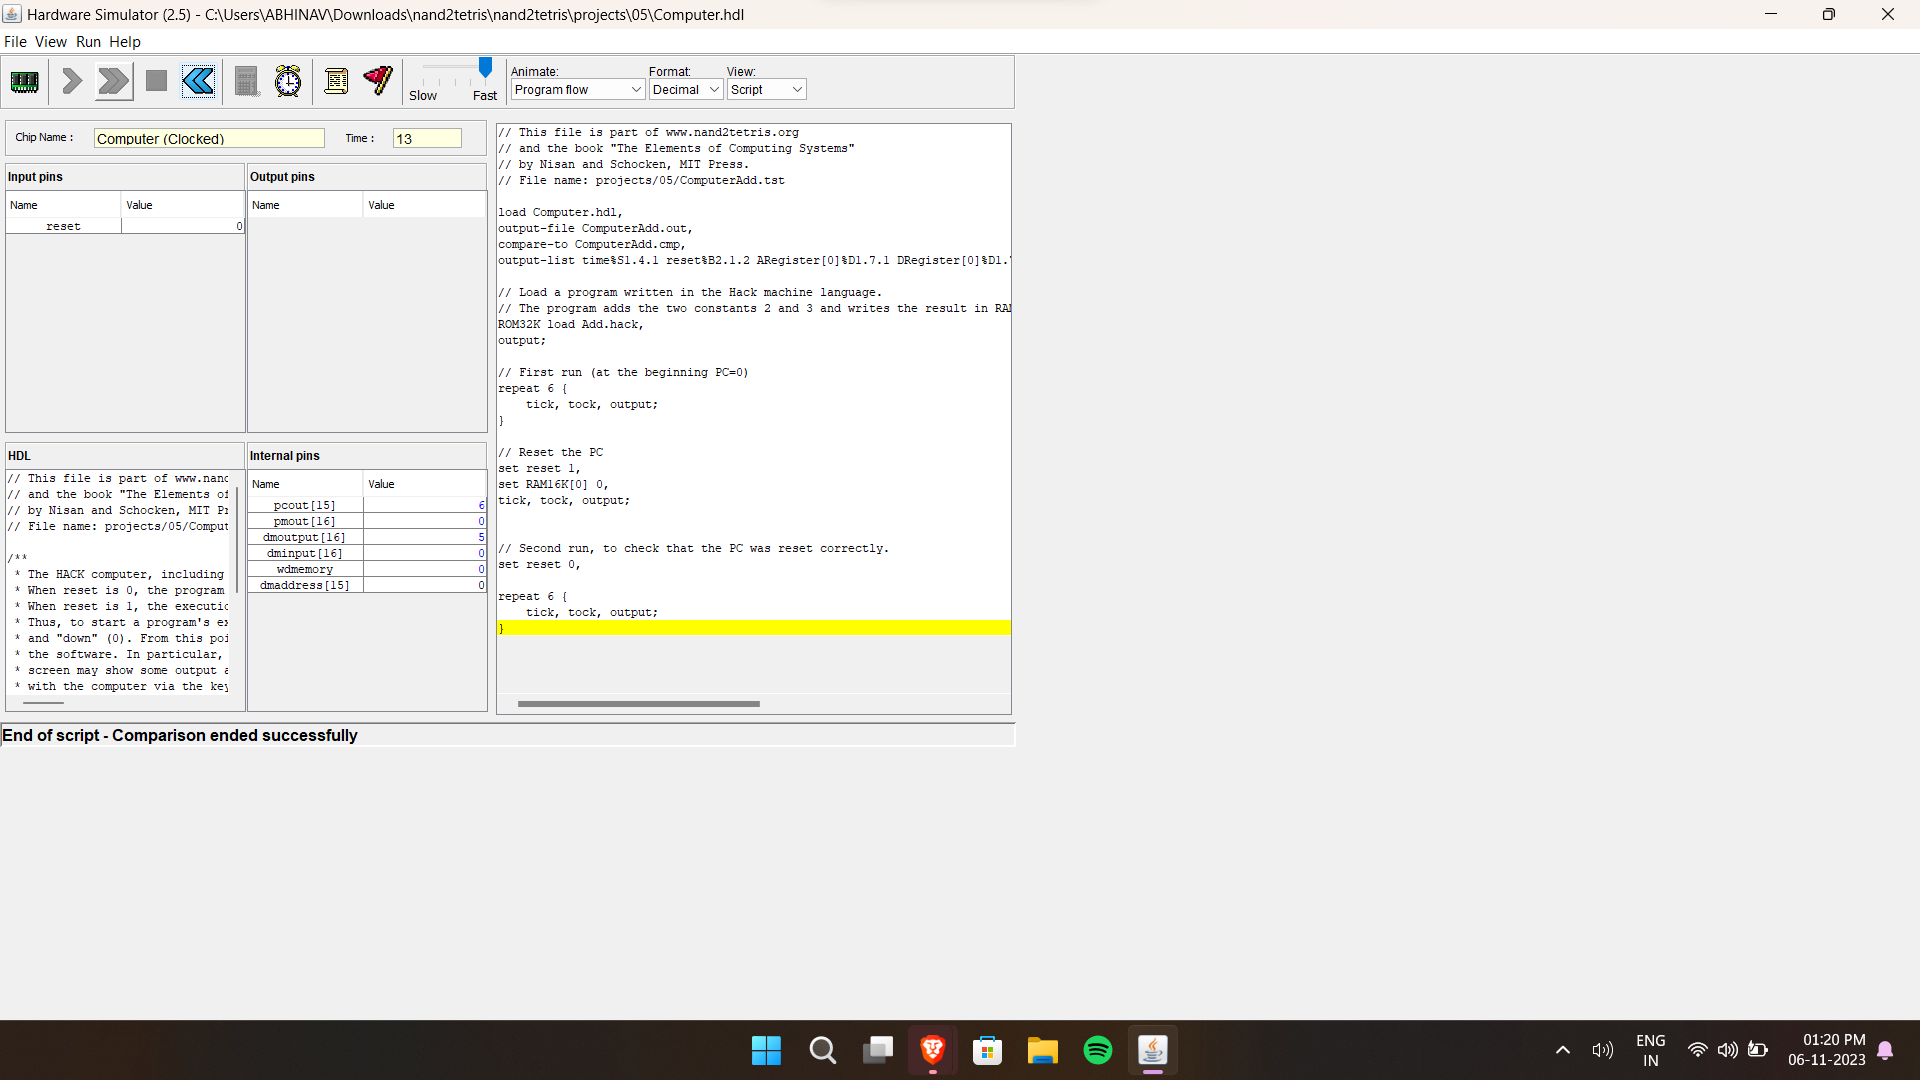 Hardware Simulator (2.5) - C:\Users\ABHINAV\Downloads\nand2tetris\nand2tetris\projects\05\Computer.hdl
File View Run Help
Slow Fast
Animate:
Program flow
Format:
Decimal
View:
Script
Chip Name : Computer (Clocked) Time : 13
Input pins
Name Value
reset 0
Output pins
Name Value
HDL
// This file is part of www.nand
// and the book "The Elements of
// by Nisan and Schocken, MIT Pr
// File name: projects/05/Comput
/**
* The HACK computer, including
* When reset is 0, the program
* When reset is 1, the executio
* Thus, to start a program's ex
* and "down" (0). From this poi
* the software. In particular,
* screen may show some output a
* with the computer via the key
Internal pins
Name Value
pcout[15] 6
pmout[16] 0
dmoutput[16] 5
dminput[16] 0
wdmemory 0
dmaddress[15] 0
// This file is part of www.nand2tetris.org
// and the book "The Elements of Computing Systems"
// by Nisan and Schocken, MIT Press.
// File name: projects/05/ComputerAdd.tst
load Computer.hdl,
output-file ComputerAdd.out,
compare-to ComputerAdd.cmp,
output-list time%S1.4.1 reset%B2.1.2 ARegister[0]%D1.7.1 DRegister[0]%D1.7
// Load a program written in the Hack machine language.
// The program adds the two constants 2 and 3 and writes the result in RAM
ROM32K load Add.hack,
output;
// First run (at the beginning PC=0)
repeat 6 {
tick, tock, output;
}
// Reset the PC
set reset 1,
set RAM16K[0] 0,
tick, tock, output;
// Second run, to check that the PC was reset correctly.
set reset 0,
repeat 6 {
tick, tock, output;
}
End of script - Comparison ended successfully
ENG
IN
01:20 PM
06-11-2023